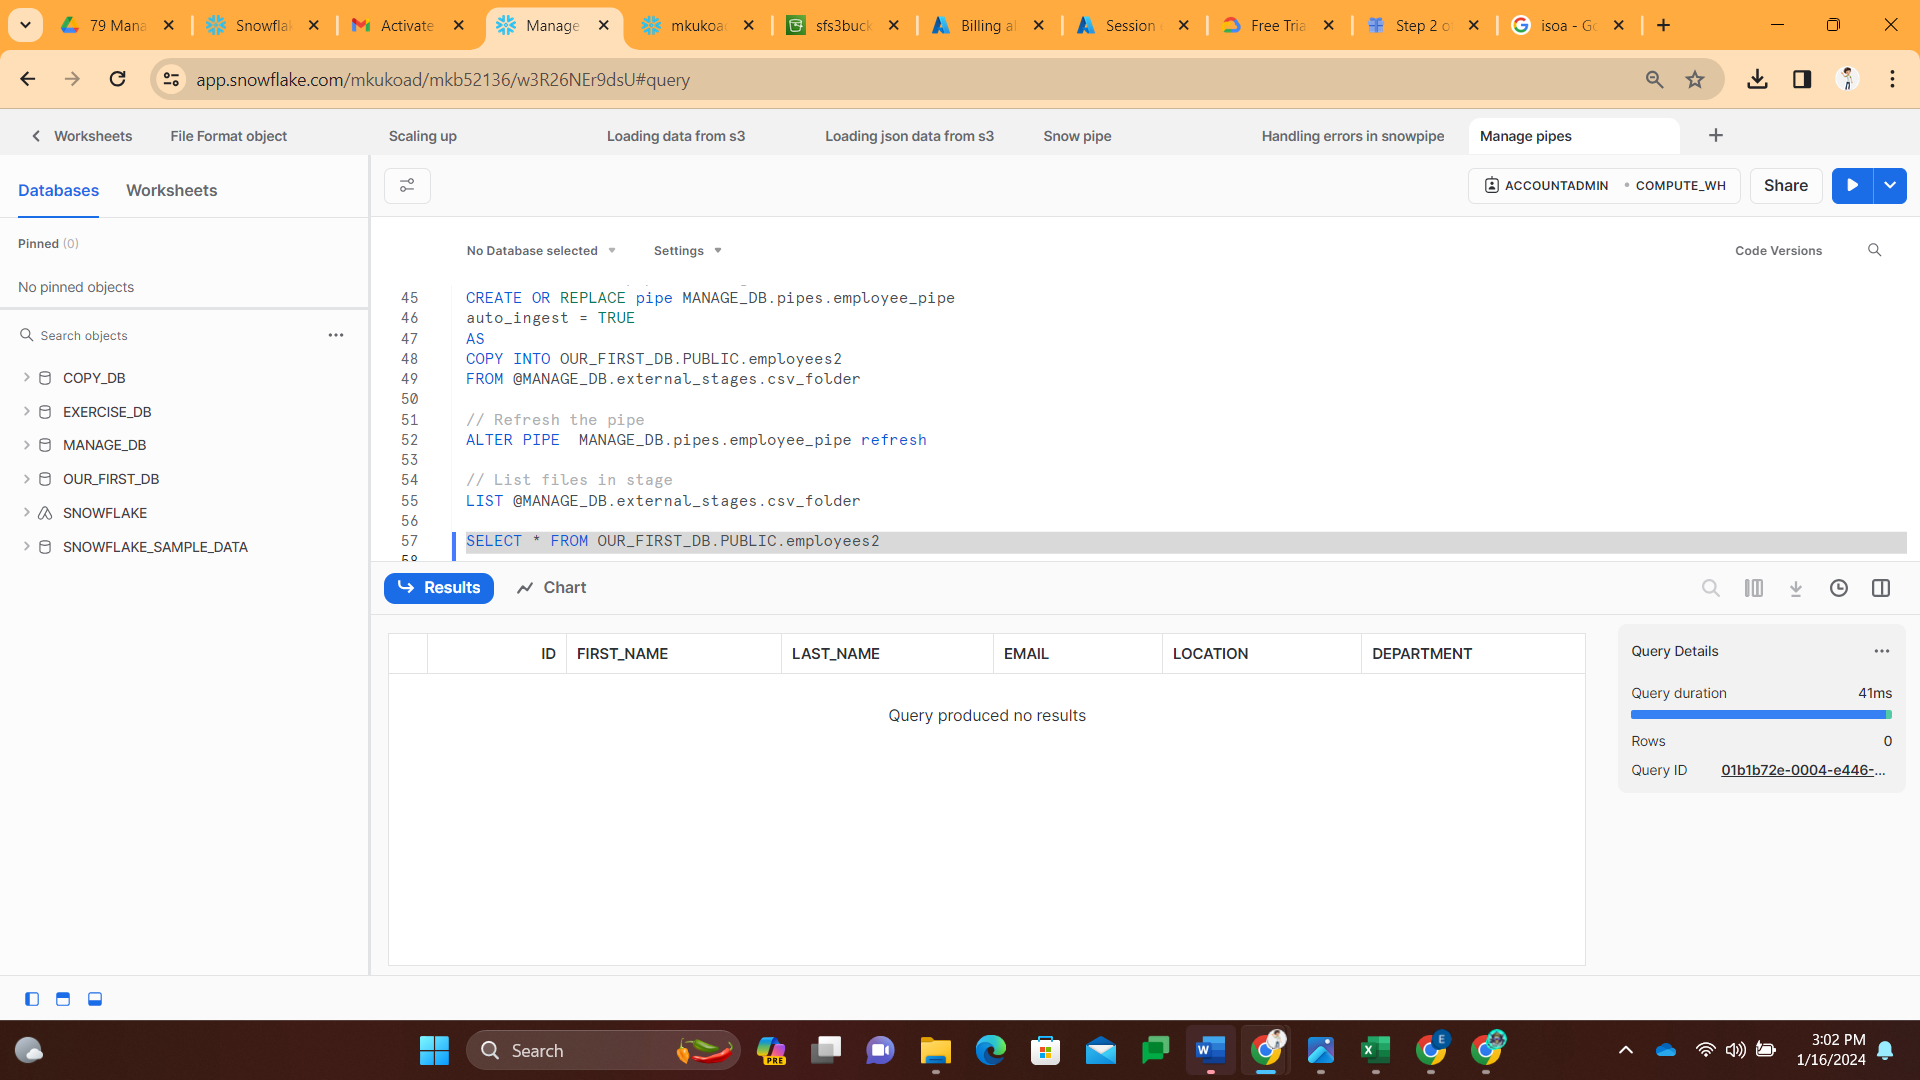 79 Mana
Snowflak
Activate
Manage
mkukoad
sfs3buck
Billing al
Session
Free Tria
Step 2 o
isoa - Go
app.snowflake.com/mkukoad/mkb52136/w3R26NEr9dsU#query
Worksheets
File Format object
Scaling up
Loading data from s3
Loading json data from s3
Snow pipe
Handling errors in snowpipe
Manage pipes
Databases
Worksheets
ACCOUNTADMIN
COMPUTE_WH
Share
Pinned (0)
No pinned objects
No Database selected
Settings
Code Versions
Search objects
COPY_DB
EXERCISE_DB
MANAGE_DB
OUR_FIRST_DB
SNOWFLAKE
SNOWFLAKE_SAMPLE_DATA
45 CREATE OR REPLACE pipe MANAGE_DB.pipes.employee_pipe
46 auto_ingest = TRUE
47 AS
48 COPY INTO OUR_FIRST_DB.PUBLIC.employees2
49 FROM @MANAGE_DB.external_stages.csv_folder
50
51 // Refresh the pipe
52 ALTER PIPE  MANAGE_DB.pipes.employee_pipe refresh
53
54 // List files in stage
55 LIST @MANAGE_DB.external_stages.csv_folder
56
57 SELECT * FROM OUR_FIRST_DB.PUBLIC.employees2
58
Results
Chart
ID FIRST_NAME LAST_NAME EMAIL LOCATION DEPARTMENT
Query produced no results
Query Details
Query duration 41ms
Rows 0
Query ID 01b1b72e-0004-e446-...
Search
PRE
E
3:02 PM
1/16/2024